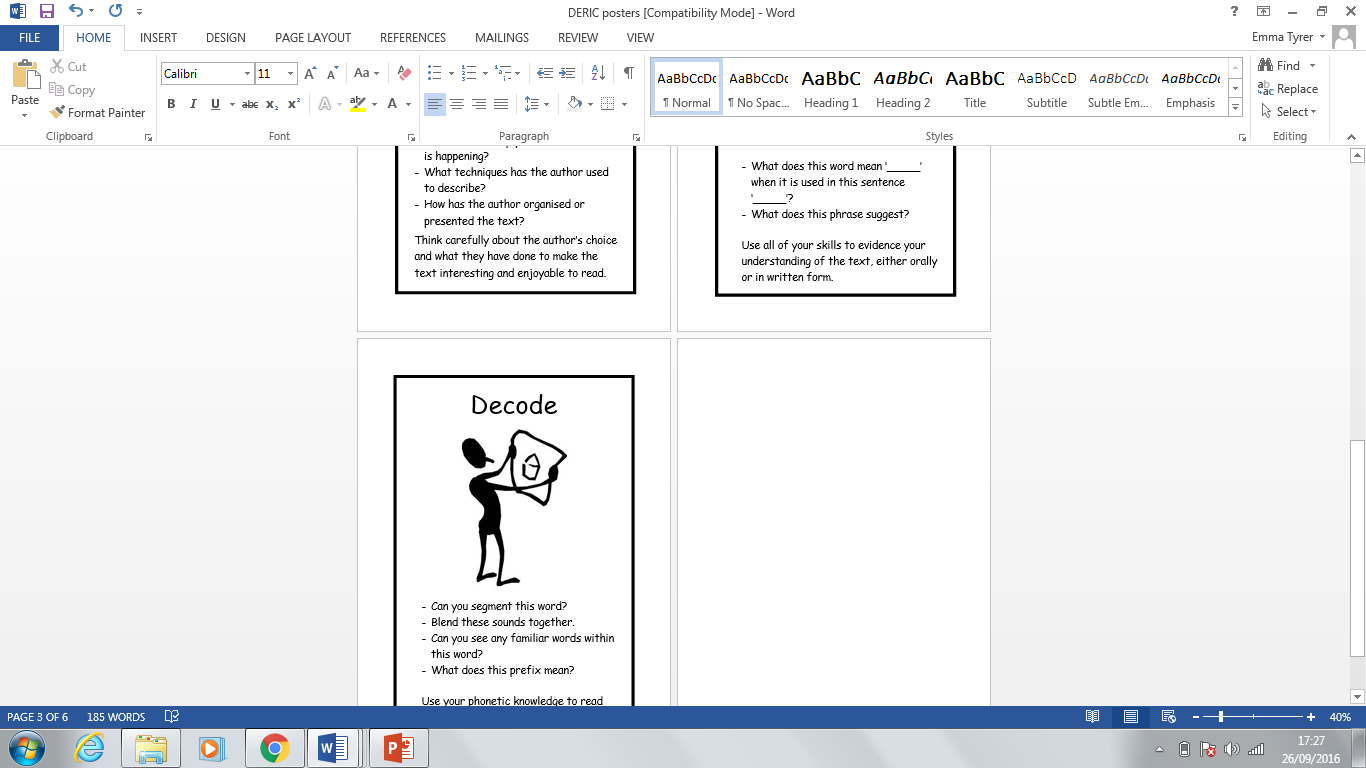 DERIC posters [Compatibility Mode] - Word
FILE HOME INSERT DESIGN PAGE LAYOUT REFERENCES MAILINGS REVIEW VIEW Emma Tyrer
Paste
Cut
Copy
Format Painter
Clipboard
Calibri 11
Font
Paragraph
AaBbCcDc AaBbCcDc AaBbC AaBbCc AaBbC AaBbCcD AaBbCcDc AaBbCcDc
¶ Normal ¶ No Spac... Heading 1 Heading 2 Title Subtitle Subtle Em... Emphasis
Styles
Find
Replace
Select
Editing
is happening?
- What techniques has the author used
to describe?
- How has the author organised or
presented the text?
Think carefully about the author's choice
and what they have done to make the
text interesting and enjoyable to read.
- What does this word mean '_____'
when it is used in this sentence
'_____'?
- What does this phrase suggest?
Use all of your skills to evidence your
understanding of the text, either orally
or in written form.
Decode
- Can you segment this word?
- Blend these sounds together.
- Can you see any familiar words within
this word?
- What does this prefix mean?
Use your phonetic knowledge to read
PAGE 3 OF 6 185 WORDS 40%
17:27
26/09/2016